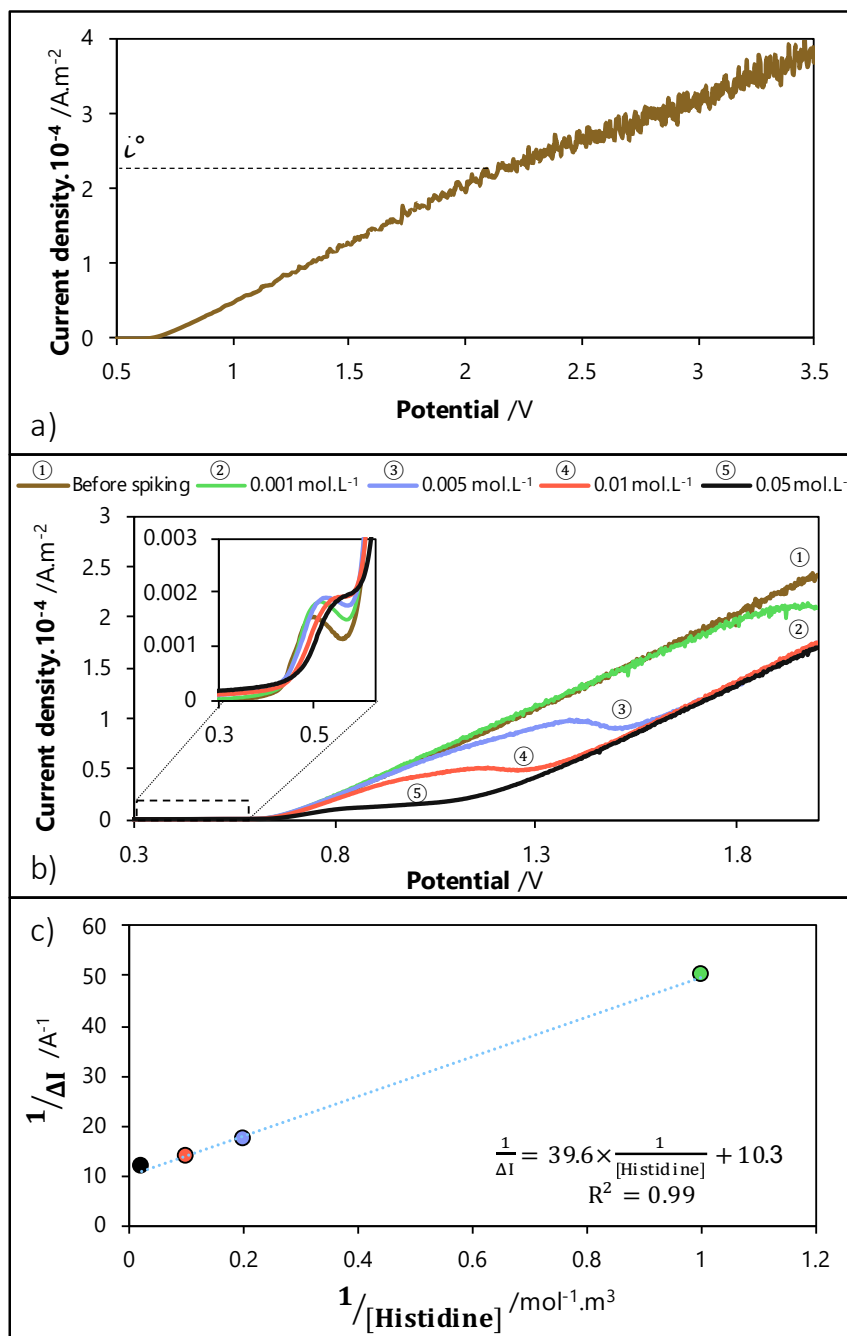 4
3
2
1
0
i°
Current density.10⁻⁴ /A.m⁻²
0.5 1 1.5 2 2.5 3 3.5
Potential /V
a)
① ② ③ ④ ⑤
Before spiking 0.001 mol.L⁻¹ 0.005 mol.L⁻¹ 0.01 mol.L⁻¹ 0.05 mol.L⁻
3
2.5
2
1.5
1
0.5
0
Current density.10⁻⁴ /A.m⁻²
0.003
0.002
0.001
0
0.3 0.5
①
②
③
④
⑤
0.3 0.8 1.3 1.8
Potential /V
b)
c)
60
50
40
30
20
10
0
1/ΔI /A⁻¹
1/ΔI = 39.6 × 1/[Histidine] + 10.3
R² = 0.99
0 0.2 0.4 0.6 0.8 1 1.2
1/[Histidine] /mol⁻¹.m³